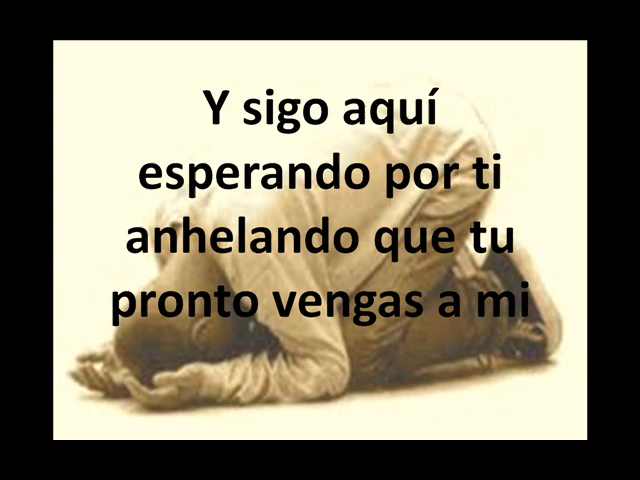 Y sigo aquí
esperando por ti
anhelando que tu
pronto vengas a mi